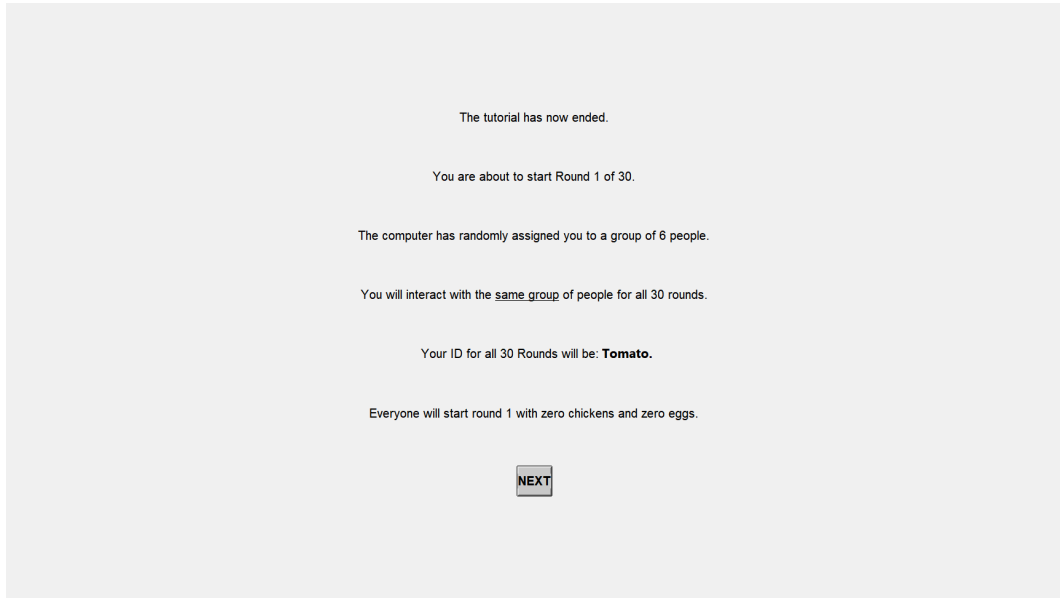 The tutorial has now ended.
You are about to start Round 1 of 30.
The computer has randomly assigned you to a group of 6 people.
You will interact with the same group of people for all 30 rounds.
Your ID for all 30 Rounds will be: Tomato.
Everyone will start round 1 with zero chickens and zero eggs.
NEXT